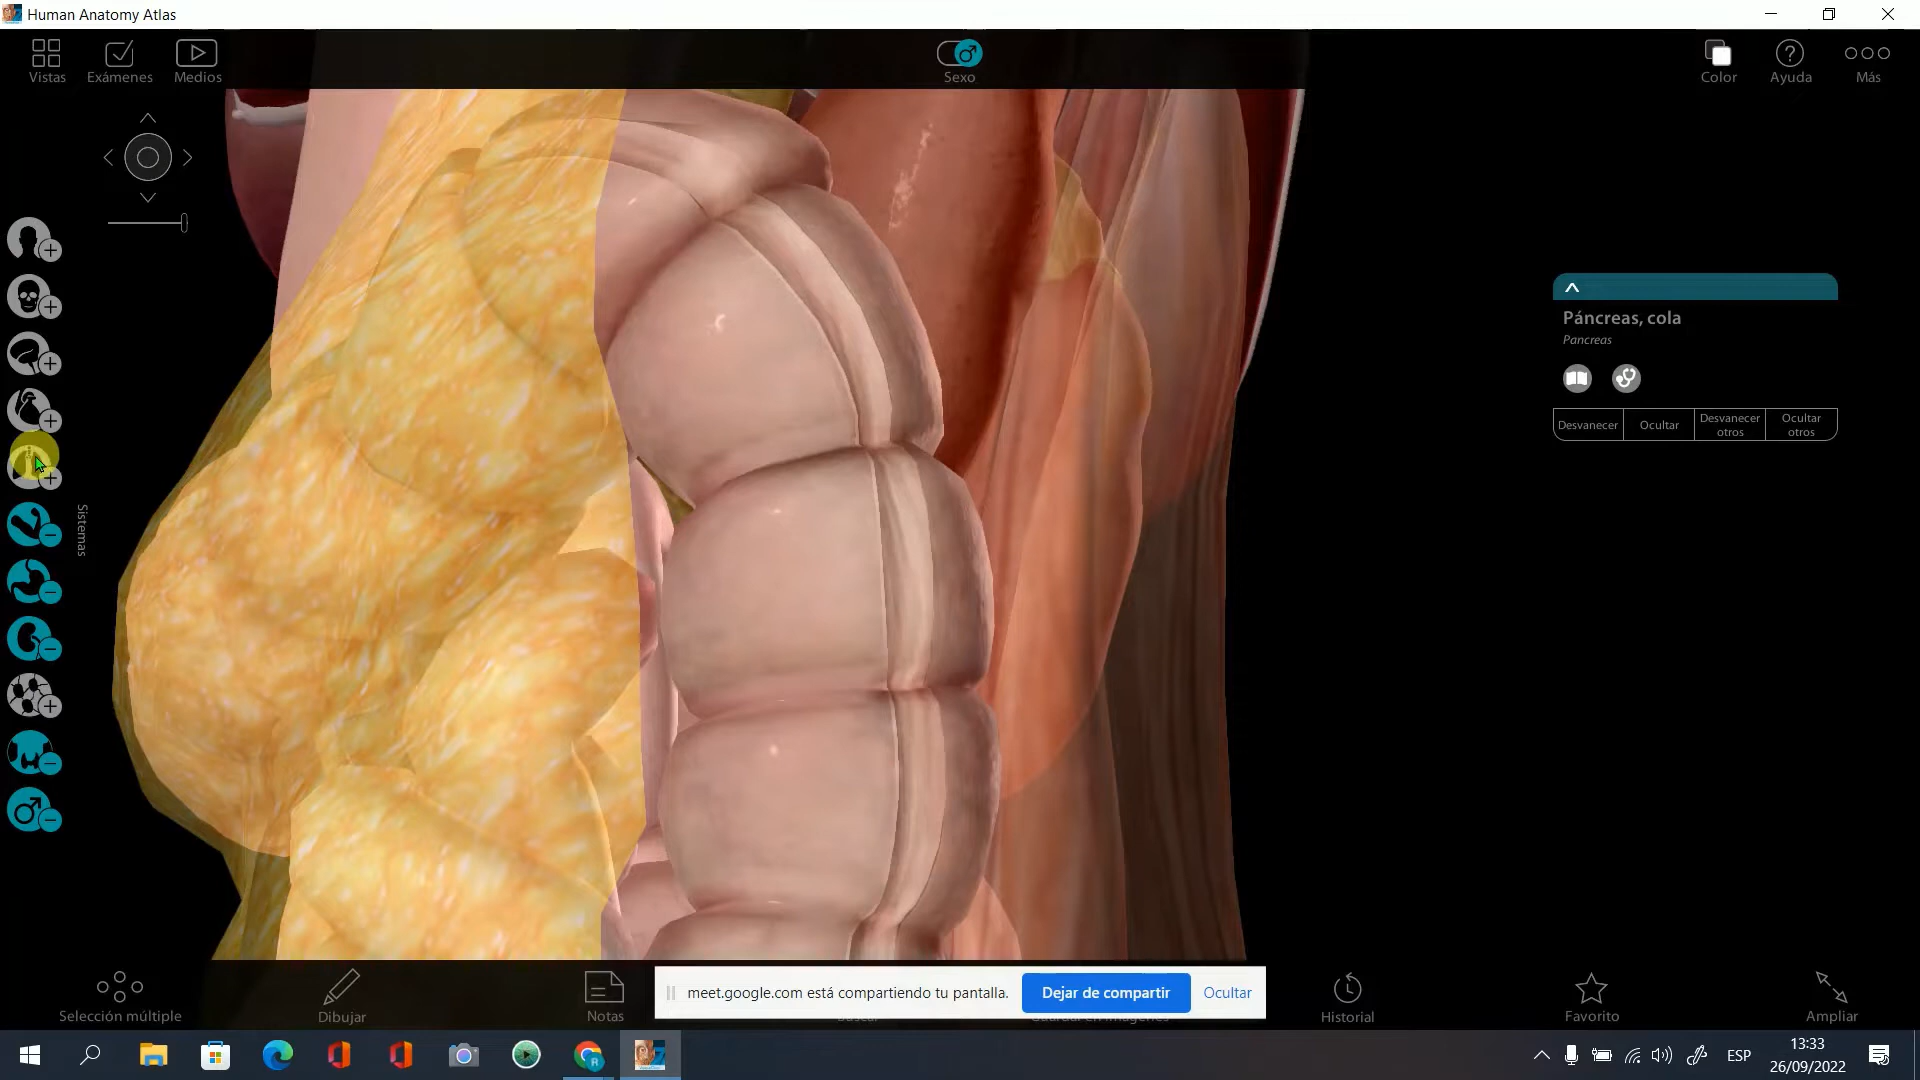 Human Anatomy Atlas
Vistas
Exámenes
Medios
Sexo
Color
Ayuda
Más
Sistemas
Páncreas, cola
Pancreas
Desvanecer
Ocultar
Desvanecer otros
Ocultar otros
Selección múltiple
Dibujar
Notas
meet.google.com está compartiendo tu pantalla.
Dejar de compartir
Ocultar
Historial
Favorito
Ampliar
ESP
13:33
26/09/2022